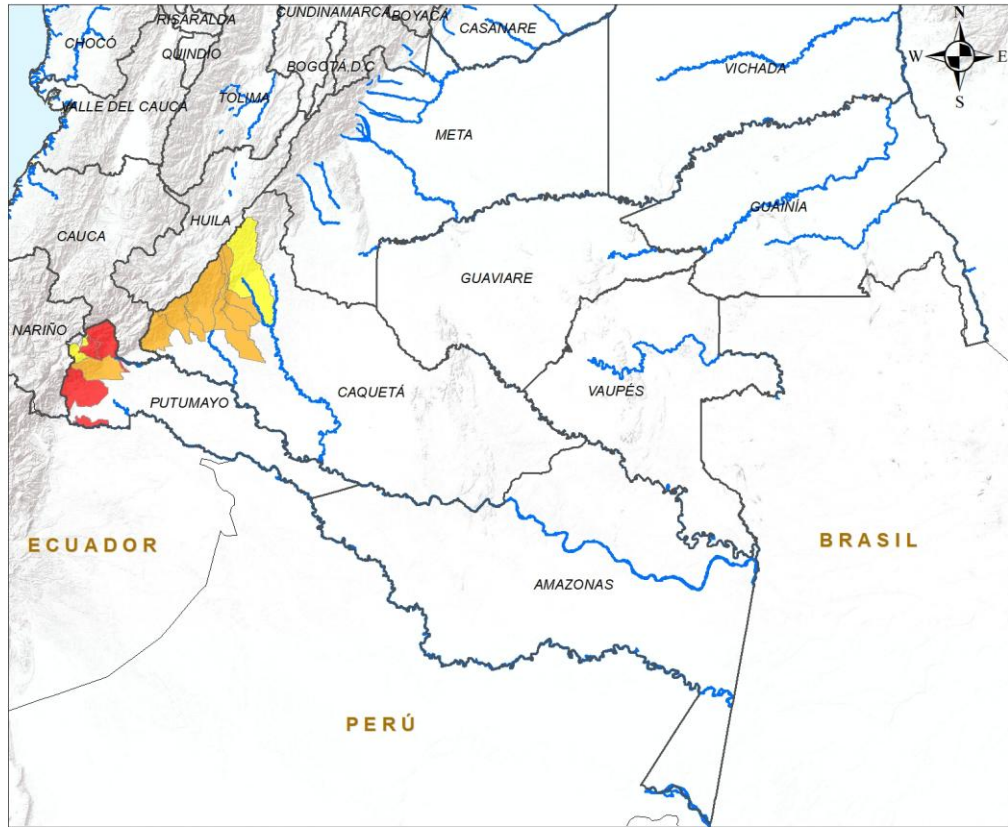 CUNDINAMARCA
BOYACÁ
RISARALDA
CASANARE
N
CHOCÓ
QUINDÍO
BOGOTÁ D.C
W
E
VICHADA
VALLE DEL CAUCA
TOLIMA
S
META
GUAINÍA
HUILA
CAUCA
GUAVIARE
NARIÑO
CAQUETÁ
VAUPÉS
PUTUMAYO
ECUADOR
BRASIL
AMAZONAS
PERÚ